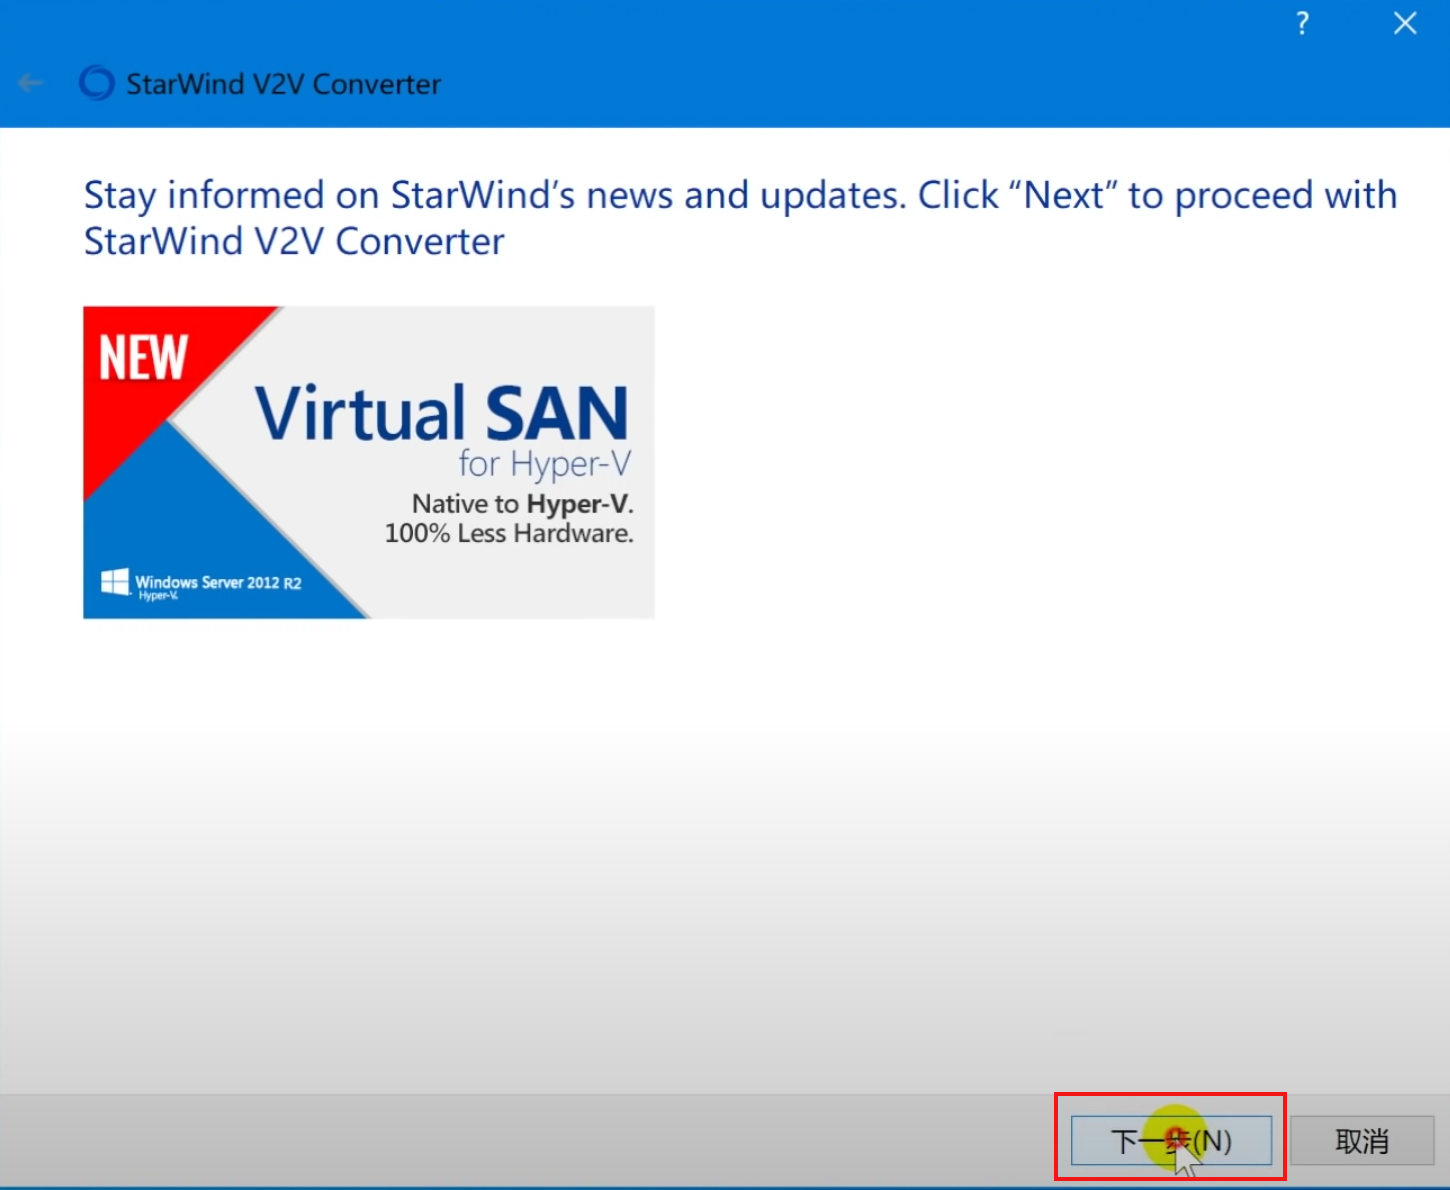 ?
StarWind V2V Converter
Stay informed on StarWind’s news and updates. Click “Next” to proceed with
StarWind V2V Converter
NEW
Virtual SAN
for Hyper-V
Native to Hyper-V.
100% Less Hardware.
Windows Server 2012 R2
Hyper-V.
下一步(N)
取消